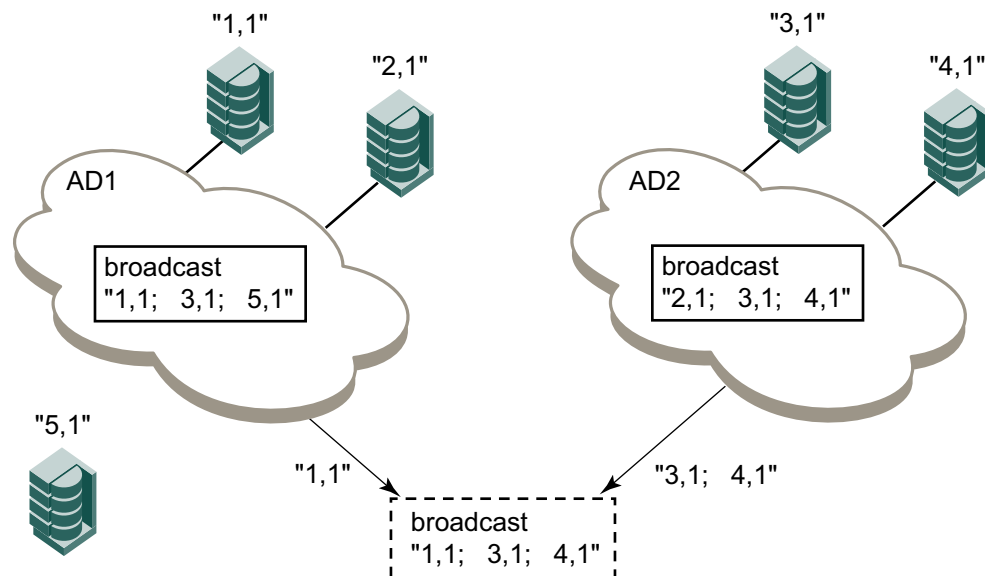 "1,1"
"2,1"
"3,1"
"4,1"
AD1
AD2
broadcast
"1,1; 3,1; 5,1"
broadcast
"2,1; 3,1; 4,1"
"5,1"
"1,1"
"3,1; 4,1"
broadcast
"1,1; 3,1; 4,1"